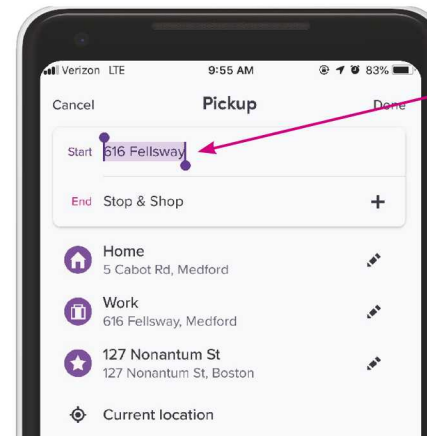 Verizon LTE 9:55 AM 83%
Cancel Pickup Done
Start 616 Fellsway
End Stop & Shop +
Home
5 Cabot Rd, Medford
Work
616 Fellsway, Medford
127 Nonantum St
127 Nonantum St, Boston
Current location